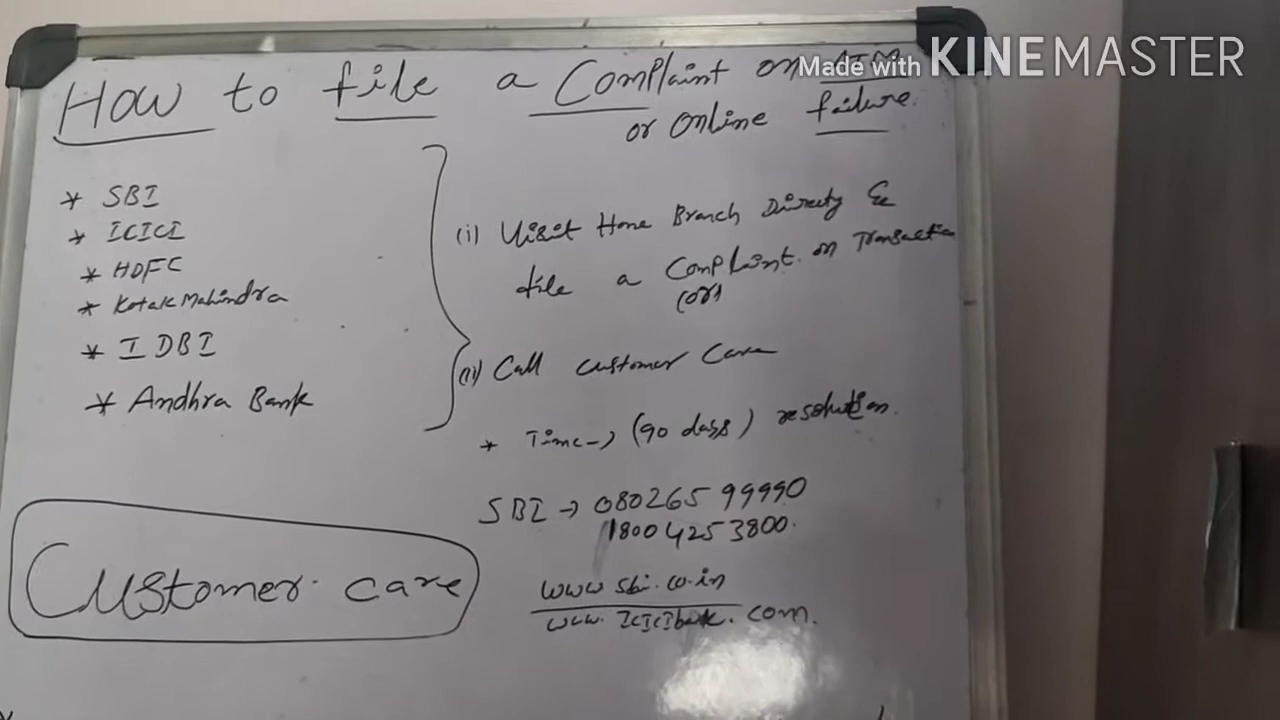 Made with KINEMASTER
How to file a Complaint on ATM
or online failure.
* SBI
* ICICI
* HDFC
* Kotak Mahindra
* IDBI
* Andhra Bank
(i) Visit Home Branch Directly &
file a Complaint on Transaction
(or)
(ii) Call customer Care
* Time → (90 days) resolution.
SBI → 08026599990
18004253800.
www sbi.co.in
www.ICICIbank.com.
Customer care